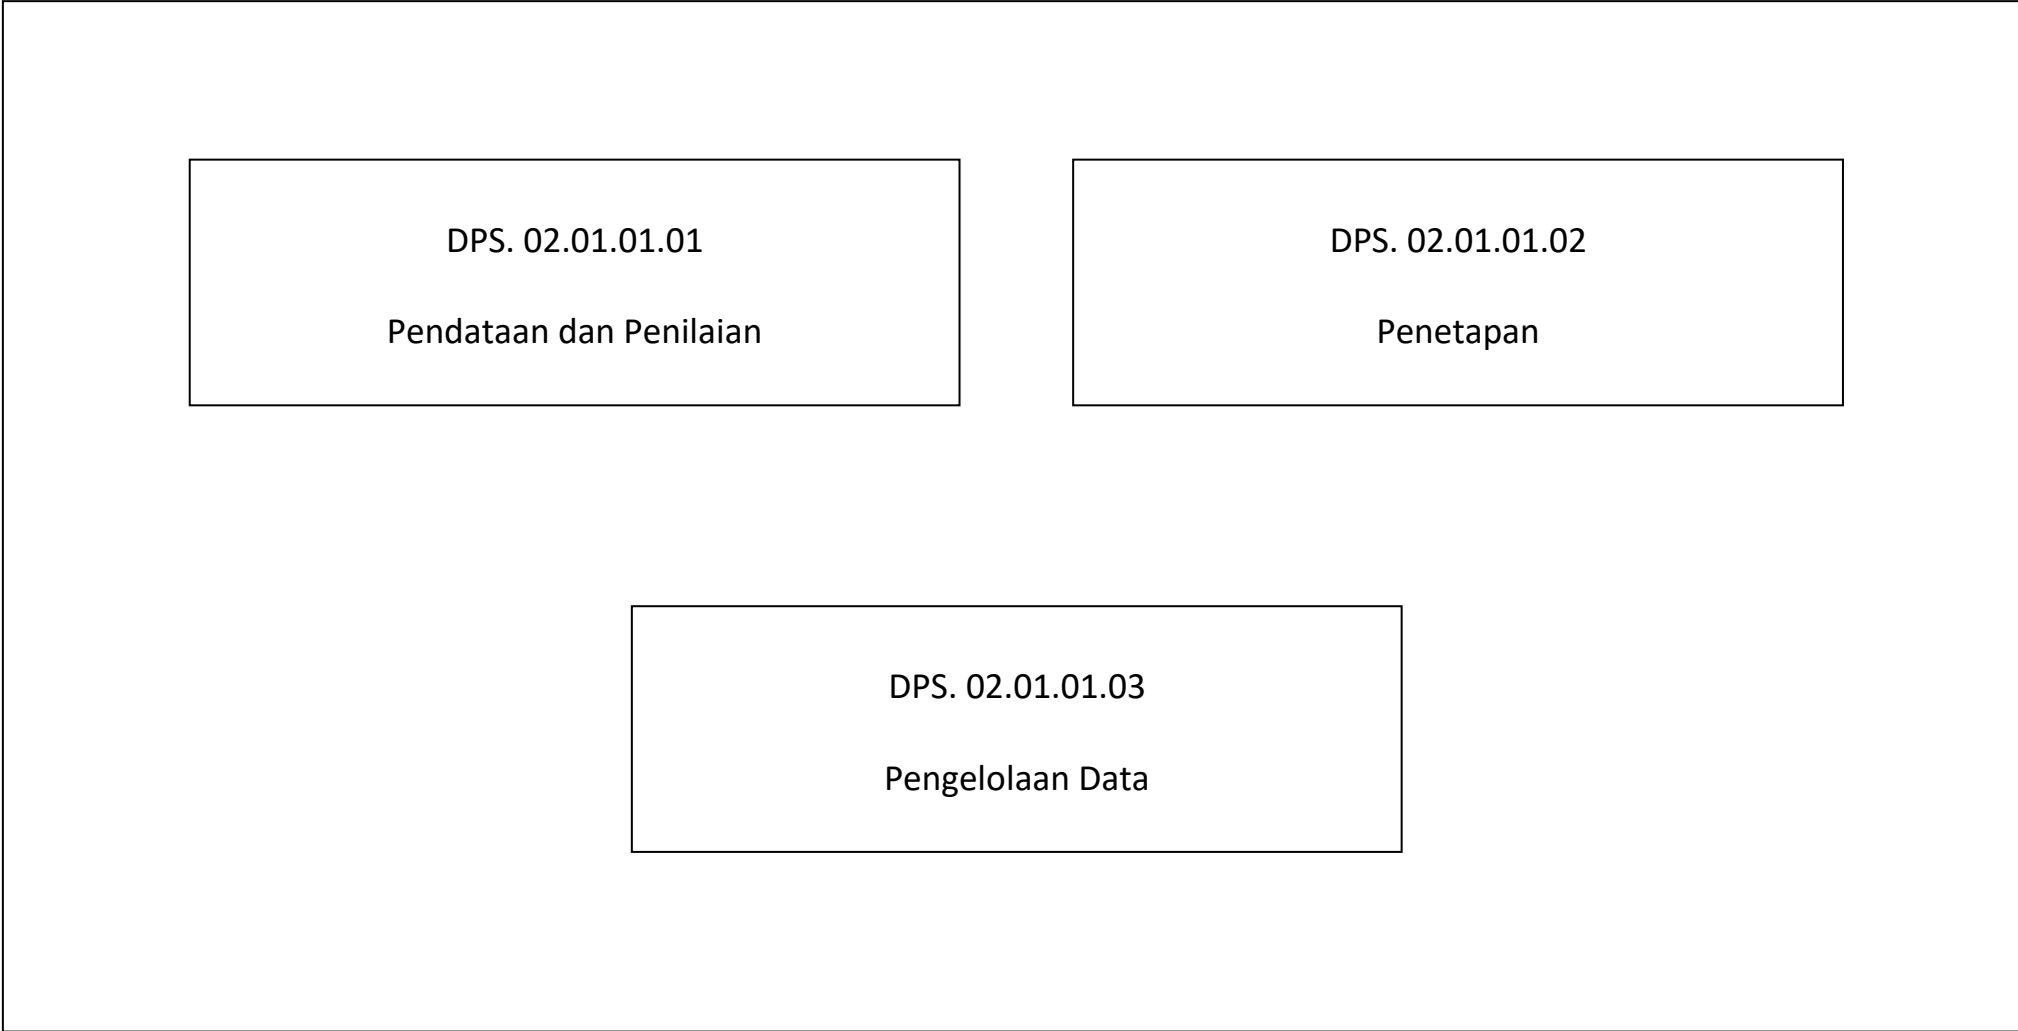 DPS. 02.01.01.01
Pendataan dan Penilaian
DPS. 02.01.01.02
Penetapan
DPS. 02.01.01.03
Pengelolaan Data